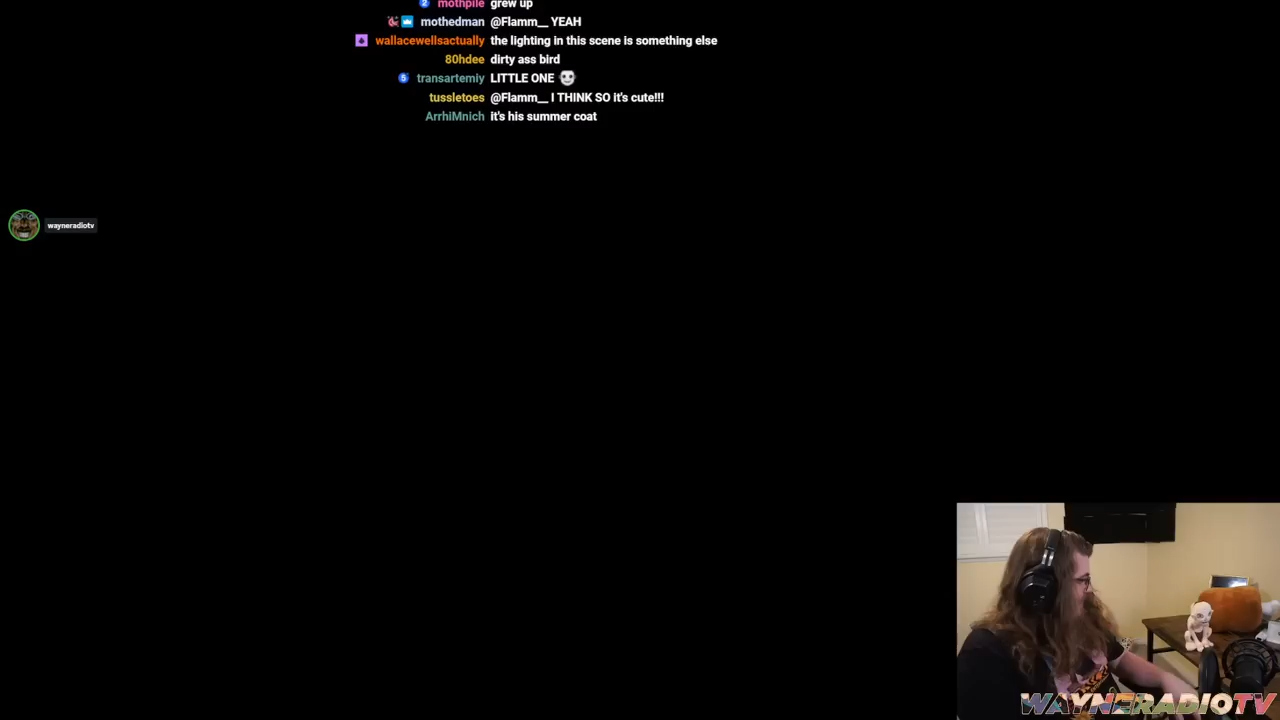 mothpile grew up
mothedman @Flamm__ YEAH
wallacewellsactually the lighting in this scene is something else
80hdee dirty ass bird
transartemiy LITTLE ONE
tussletoes @Flamm__ I THINK SO it's cute!!!
ArrhiMnich it's his summer coat
wayneradiotv
WAYNERADIOTV